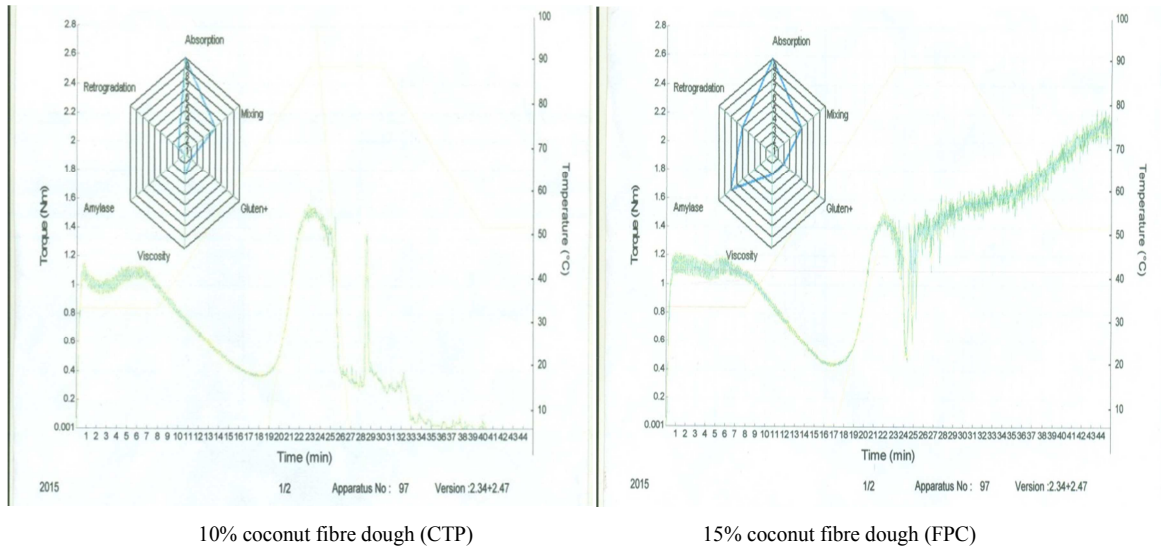 2.8
2.6
2.4
2.2
2
1.8
1.6
1.4
1.2
1
0.8
0.6
0.4
0.2
0.001
Torque (Nm)
Absorption
Retrogradation
Mixing
Amylase
Gluten+
Viscosity
100
90
80
70
60
50
40
30
20
10
Temperature (°C)
1 2 3 4 5 6 7 8 9 10 11 12 13 14 15 16 17 18 19 20 21 22 23 24 25 26 27 28 29 30 31 32 33 34 35 36 37 38 39 40 41 42 43 44
Time (min)
2015 1/2 Apparatus No : 97 Version :2.34+2.47
10% coconut fibre dough (CTP)
2.8
2.6
2.4
2.2
2
1.8
1.6
1.4
1.2
1
0.8
0.6
0.4
0.2
0.001
Torque (Nm)
Absorption
Retrogradation
Mixing
Amylase
Gluten+
Viscosity
100
90
80
70
60
50
40
30
20
10
Temperature (°C)
1 2 3 4 5 6 7 8 9 10 11 12 13 14 15 16 17 18 19 20 21 22 23 24 25 26 27 28 29 30 31 32 33 34 35 36 37 38 39 40 41 42 43 44
Time (min)
2015 1/2 Apparatus No : 97 Version :2.34+2.47
15% coconut fibre dough (FPC)